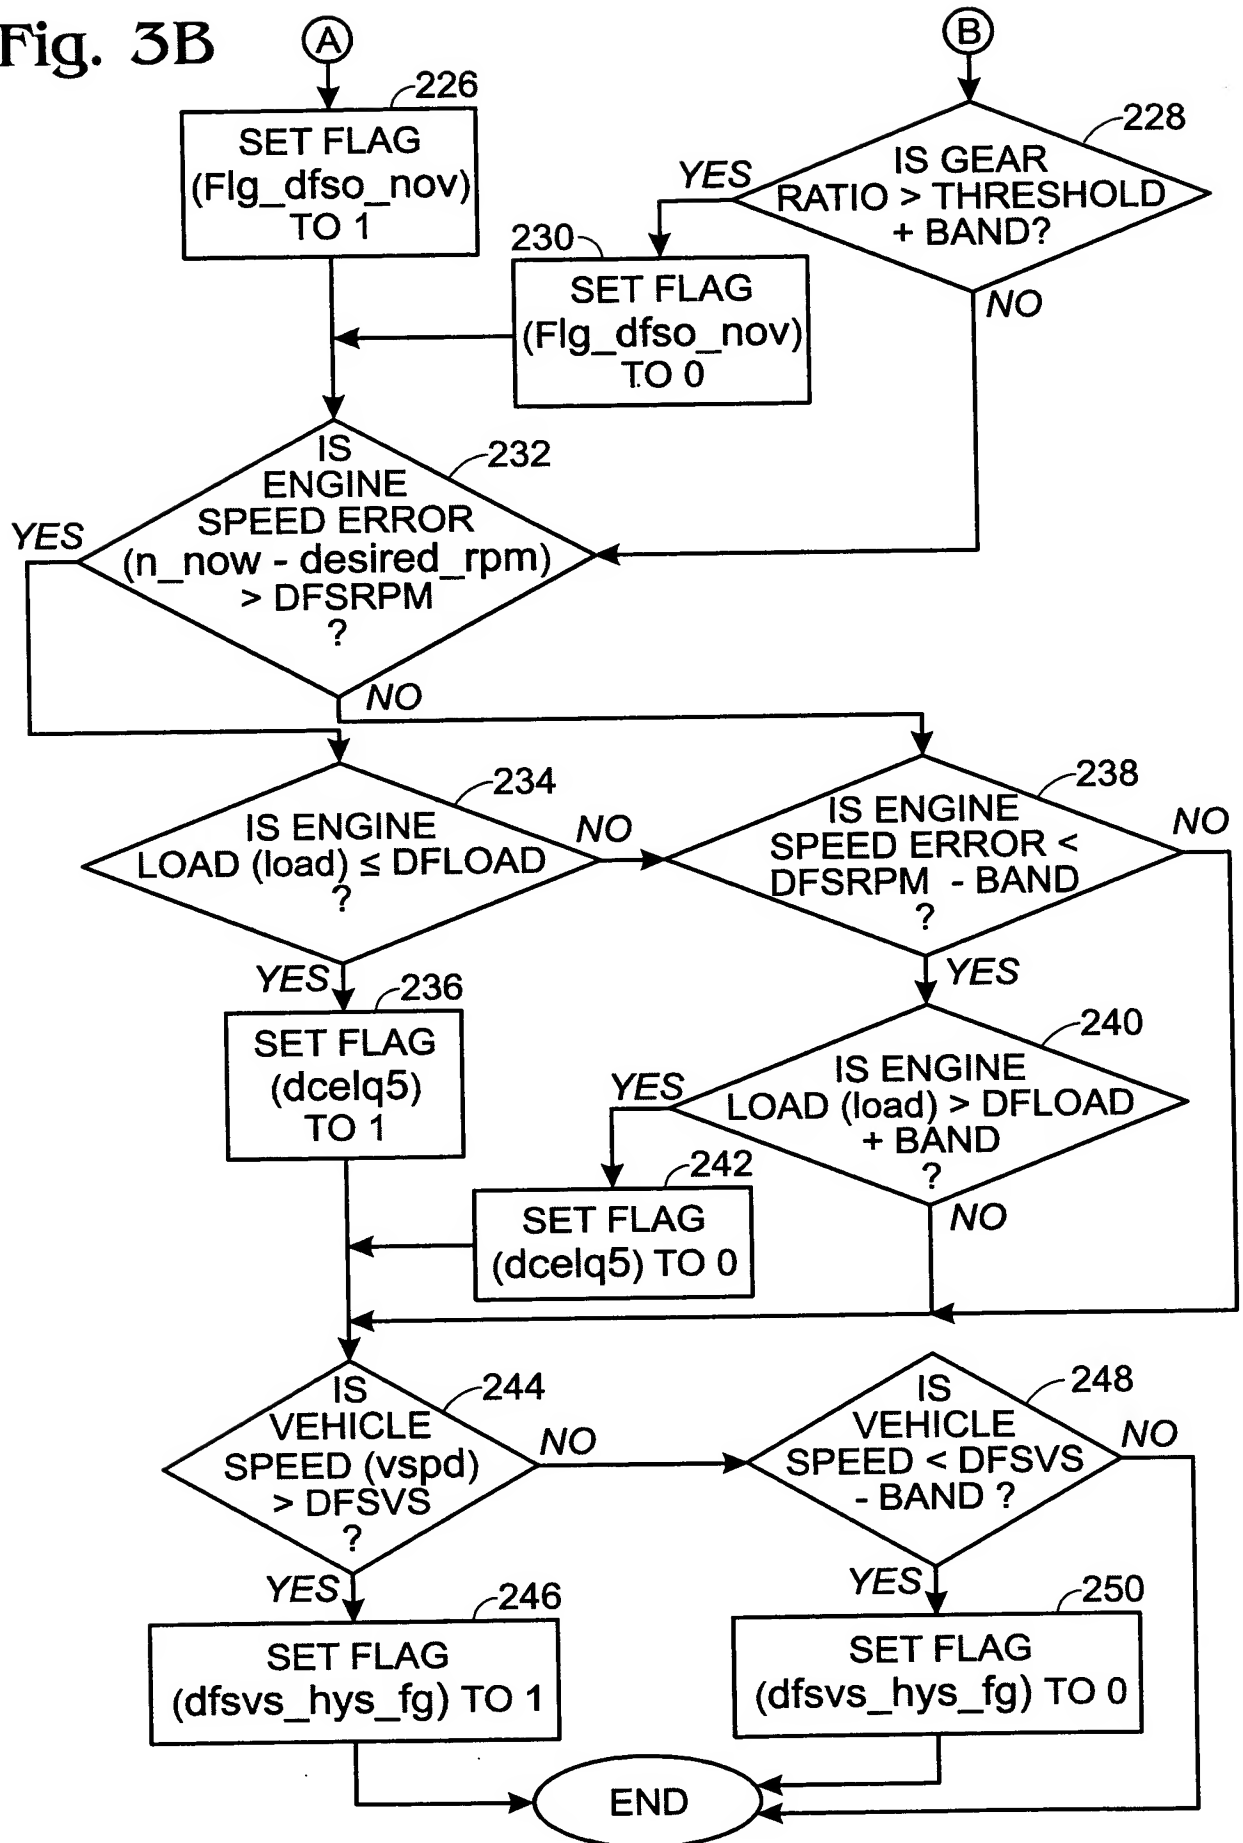 Fig. 3B
A
B
226
SET FLAG
(Flg_dfso_nov)
TO 1
228
IS GEAR
RATIO > THRESHOLD
+ BAND?
YES
NO
230
SET FLAG
(Flg_dfso_nov)
TO 0
232
IS
ENGINE
SPEED ERROR
(n_now - desired_rpm)
> DFSRPM
?
YES
NO
234
IS ENGINE
LOAD (load) ≤ DFLOAD
?
NO
YES
238
IS ENGINE
SPEED ERROR <
DFSRPM - BAND
?
NO
YES
236
SET FLAG
(dcelq5)
TO 1
240
IS ENGINE
LOAD (load) > DFLOAD
+ BAND
?
YES
NO
242
SET FLAG
(dcelq5) TO 0
244
IS
VEHICLE
SPEED (vspd)
> DFSVS
?
NO
YES
248
IS
VEHICLE
SPEED < DFSVS
- BAND ?
NO
YES
246
SET FLAG
(dfsvs_hys_fg) TO 1
250
SET FLAG
(dfsvs_hys_fg) TO 0
END